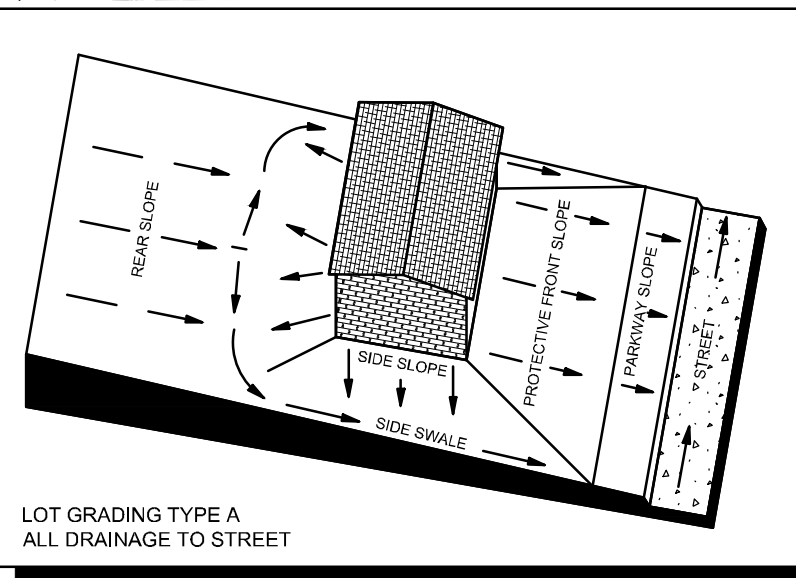 REAR SLOPE
SIDE SLOPE
SIDE SWALE
PROTECTIVE FRONT SLOPE
PARKWAY SLOPE
STREET
LOT GRADING TYPE A
ALL DRAINAGE TO STREET